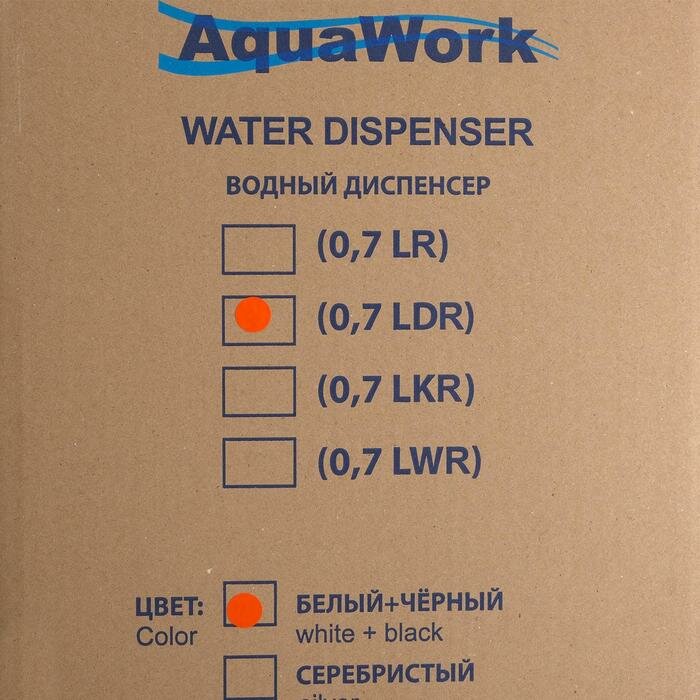 AquaWork
WATER DISPENSER
ВОДНЫЙ ДИСПЕНСЕР
(0,7 LR)
(0,7 LDR)
(0,7 LKR)
(0,7 LWR)
ЦВЕТ: БЕЛЫЙ+ЧЁРНЫЙ
Color white + black
СЕРЕБРИСТЫЙ
silver